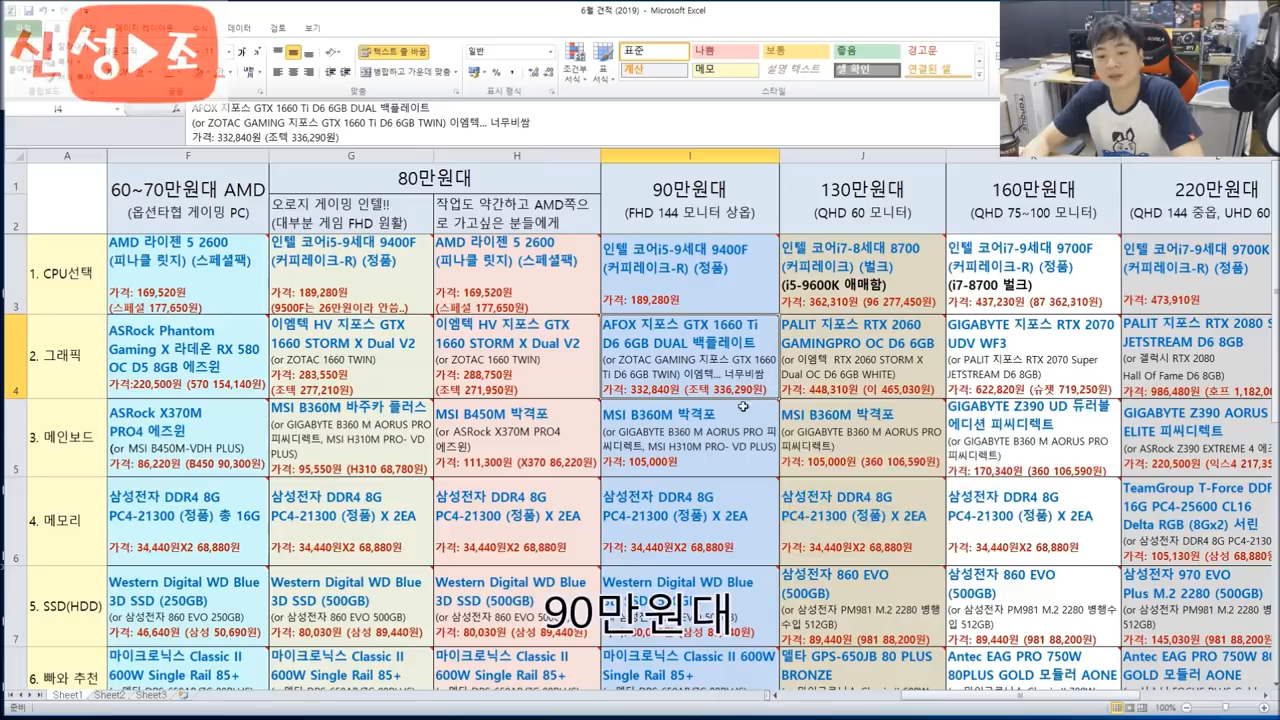 6월 견적 (2019) - Microsoft Excel
신성조
데이터 검토 보기
텍스트 줄 바꿈
병합하고 가운데 맞춤
맞춤
일반
표시 형식
조건부 서식
표 서식
표준 나쁨 보통 좋음 경고문
계산 메모 설명 텍스트 셀 확인 연결된 셀
스타일
I4
AFOX 지포스 GTX 1660 Ti D6 6GB DUAL 백플레이트
(or ZOTAC GAMING 지포스 GTX 1660 Ti D6 6GB TWIN) 이엠텍... 너무비쌈
가격: 332,840원 (조텍 336,290원)
A F G H I J
1
60~70만원대 AMD
(옵션타협 게이밍 PC)
80만원대
90만원대
(FHD 144 모니터 상옵)
130만원대
(QHD 60 모니터)
160만원대
(QHD 75~100 모니터)
220만원대
(QHD 144 중옵, UHD 60
2
오로지 게이밍 인텔!!
(대부분 게임 FHD 원활)
작업도 약간하고 AMD쪽으
로 가고싶은 분들에게
3
1. CPU선택
AMD 라이젠 5 2600
(피나클 릿지) (스페셜팩)
가격: 169,520원
(스페셜 177,650원)
인텔 코어i5-9세대 9400F
(커피레이크-R) (정품)
가격: 189,280원
(9500F는 26만원이라 안씀..)
AMD 라이젠 5 2600
(피나클 릿지) (스페셜팩)
가격: 169,520원
(스페셜 177,650원)
인텔 코어i5-9세대 9400F
(커피레이크-R) (정품)
가격: 189,280원
인텔 코어i7-8세대 8700
(커피레이크) (벌크)
(i5-9600K 애매함)
가격: 362,310원 (96 277,450원)
인텔 코어i7-9세대 9700F
(커피레이크-R) (정품)
(i7-8700 벌크)
가격: 437,230원 (87 362,310원)
인텔 코어i7-9세대 9700K
(커피레이크-R) (정품)
가격: 473,910원
4
2. 그래픽
ASRock Phantom
Gaming X 라데온 RX 580
OC D5 8GB 에즈윈
가격:220,500원 (570 154,140원)
이엠텍 HV 지포스 GTX
1660 STORM X Dual V2
(or ZOTAC 1660 TWIN)
가격: 283,550원
(조텍 277,210원)
이엠텍 HV 지포스 GTX
1660 STORM X Dual V2
(or ZOTAC 1660 TWIN)
가격: 288,750원
(조텍 271,950원)
AFOX 지포스 GTX 1660 Ti
D6 6GB DUAL 백플레이트
(or ZOTAC GAMING 지포스 GTX 1660
Ti D6 6GB TWIN) 이엠텍... 너무비쌈
가격: 332,840원 (조텍 336,290원)
PALIT 지포스 RTX 2060
GAMINGPRO OC D6 6GB
(or 이엠텍 RTX 2060 STORM X
Dual OC D6 6GB WHITE)
가격: 448,310원 (이 465,030원)
GIGABYTE 지포스 RTX 2070
UDV WF3
(or PALIT 지포스 RTX 2070 Super
JETSTREAM D6 8GB)
가격: 622,820원 (슈젯 719,250원)
PALIT 지포스 RTX 2080 S
JETSTREAM D6 8GB
(or 갤럭시 RTX 2080
Hall Of Fame D6 8GB)
가격: 986,480원 (호프 1,182,00
5
3. 메인보드
ASRock X370M
PRO4 에즈윈
(or MSI B450M-VDH PLUS)
가격: 86,220원 (B450 90,300원)
MSI B360M 바주카 플러스
(or GIGABYTE B360 M AORUS PRO
피씨디렉트, MSI H310M PRO- VD
PLUS)
가격: 95,550원 (H310 68,780원)
MSI B450M 박격포
(or ASRock X370M PRO4
에즈윈)
가격: 111,300원 (X370 86,220원)
MSI B360M 박격포
(or GIGABYTE B360 M AORUS PRO 피
씨디렉트, MSI H310M PRO- VD PLUS)
가격: 105,000원
MSI B360M 박격포
(or GIGABYTE B360 M AORUS PRO
피씨디렉트)
가격: 105,000원 (360 106,590원)
GIGABYTE Z390 UD 듀러블
에디션 피씨디렉트
(or GIGABYTE B360 M AORUS PRO
피씨디렉트)
가격: 170,340원 (360 106,590원)
GIGABYTE Z390 AORUS
ELITE 피씨디렉트
(or ASRock Z390 EXTREME 4 에즈
가격: 220,500원 (익스4 217,35
6
4. 메모리
삼성전자 DDR4 8G
PC4-21300 (정품) 총 16G
가격: 34,440원X2 68,880원
삼성전자 DDR4 8G
PC4-21300 (정품) X 2EA
가격: 34,440원X2 68,880원
삼성전자 DDR4 8G
PC4-21300 (정품) X 2EA
가격: 34,440원X2 68,880원
삼성전자 DDR4 8G
PC4-21300 (정품) X 2EA
가격: 34,440원X2 68,880원
삼성전자 DDR4 8G
PC4-21300 (정품) X 2EA
가격: 34,440원X2 68,880원
삼성전자 DDR4 8G
PC4-21300 (정품) X 2EA
가격: 34,440원X2 68,880원
TeamGroup T-Force DDR
16G PC4-25600 CL16
Delta RGB (8Gx2) 서린
(or 삼성전자 DDR4 8G PC4-213
가격: 105,130원 (삼성 68,880원
7
5. SSD(HDD)
Western Digital WD Blue
3D SSD (250GB)
(or 삼성전자 860 EVO 250GB)
가격: 46,640원 (삼성 50,690원)
Western Digital WD Blue
3D SSD (500GB)
(or 삼성전자 860 EVO 500GB)
가격: 80,030원 (삼성 89,440원)
Western Digital WD Blue
3D SSD (500GB)
(or 삼성전자 860 EVO
가격: 80,030원 (삼성 89,440원)
Western Digital WD Blue
90만원대
삼성전자 860 EVO
(500GB)
(or 삼성전자 PM981 M.2 2280 병행
수입 512GB)
가격: 89,440원 (981 88,200원)
삼성전자 860 EVO
(500GB)
(or 삼성전자 PM981 M.2 2280 병행수
입 512GB)
가격: 89,440원 (981 88,200원)
삼성전자 970 EVO
Plus M.2 2280 (500GB)
(or 삼성전자 PM981 M.2 2280 병
수입 512GB)
가격: 145,030원 (981 88,200원)
6. 빠와 추천
마이크로닉스 Classic II
600W Single Rail 85+
마이크로닉스 Classic II
600W Single Rail 85+
마이크로닉스 Classic II
600W Single Rail 85+
마이크로닉스 Classic II 600W
Single Rail 85+
델타 GPS-650JB 80 PLUS
BRONZE
Antec EAG PRO 750W
80PLUS GOLD 모듈러 AONE
Antec EAG PRO 750W 80
GOLD 모듈러 AONE
Sheet1 Sheet2 Sheet3
준비
100%